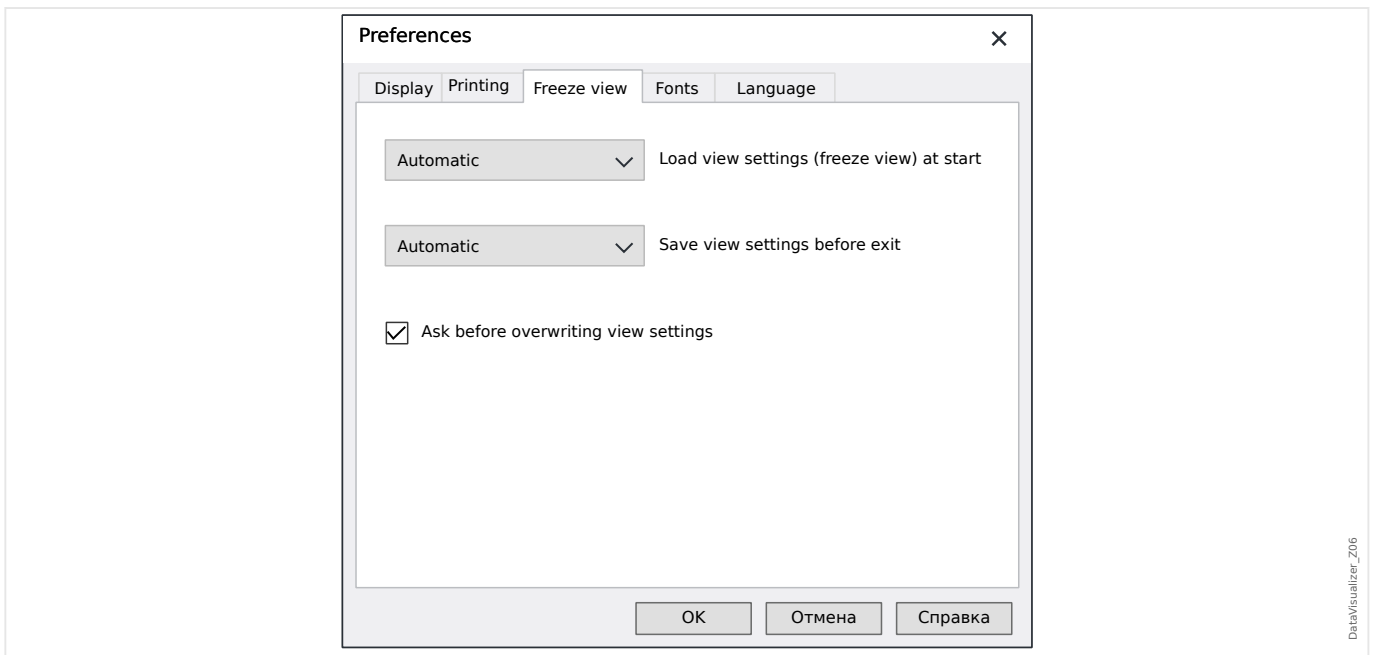 Preferences
Display Printing Freeze view Fonts Language
Automatic Load view settings (freeze view) at start
Automatic Save view settings before exit
Ask before overwriting view settings
OK Отмена Справка
DataVisualizer_Z06